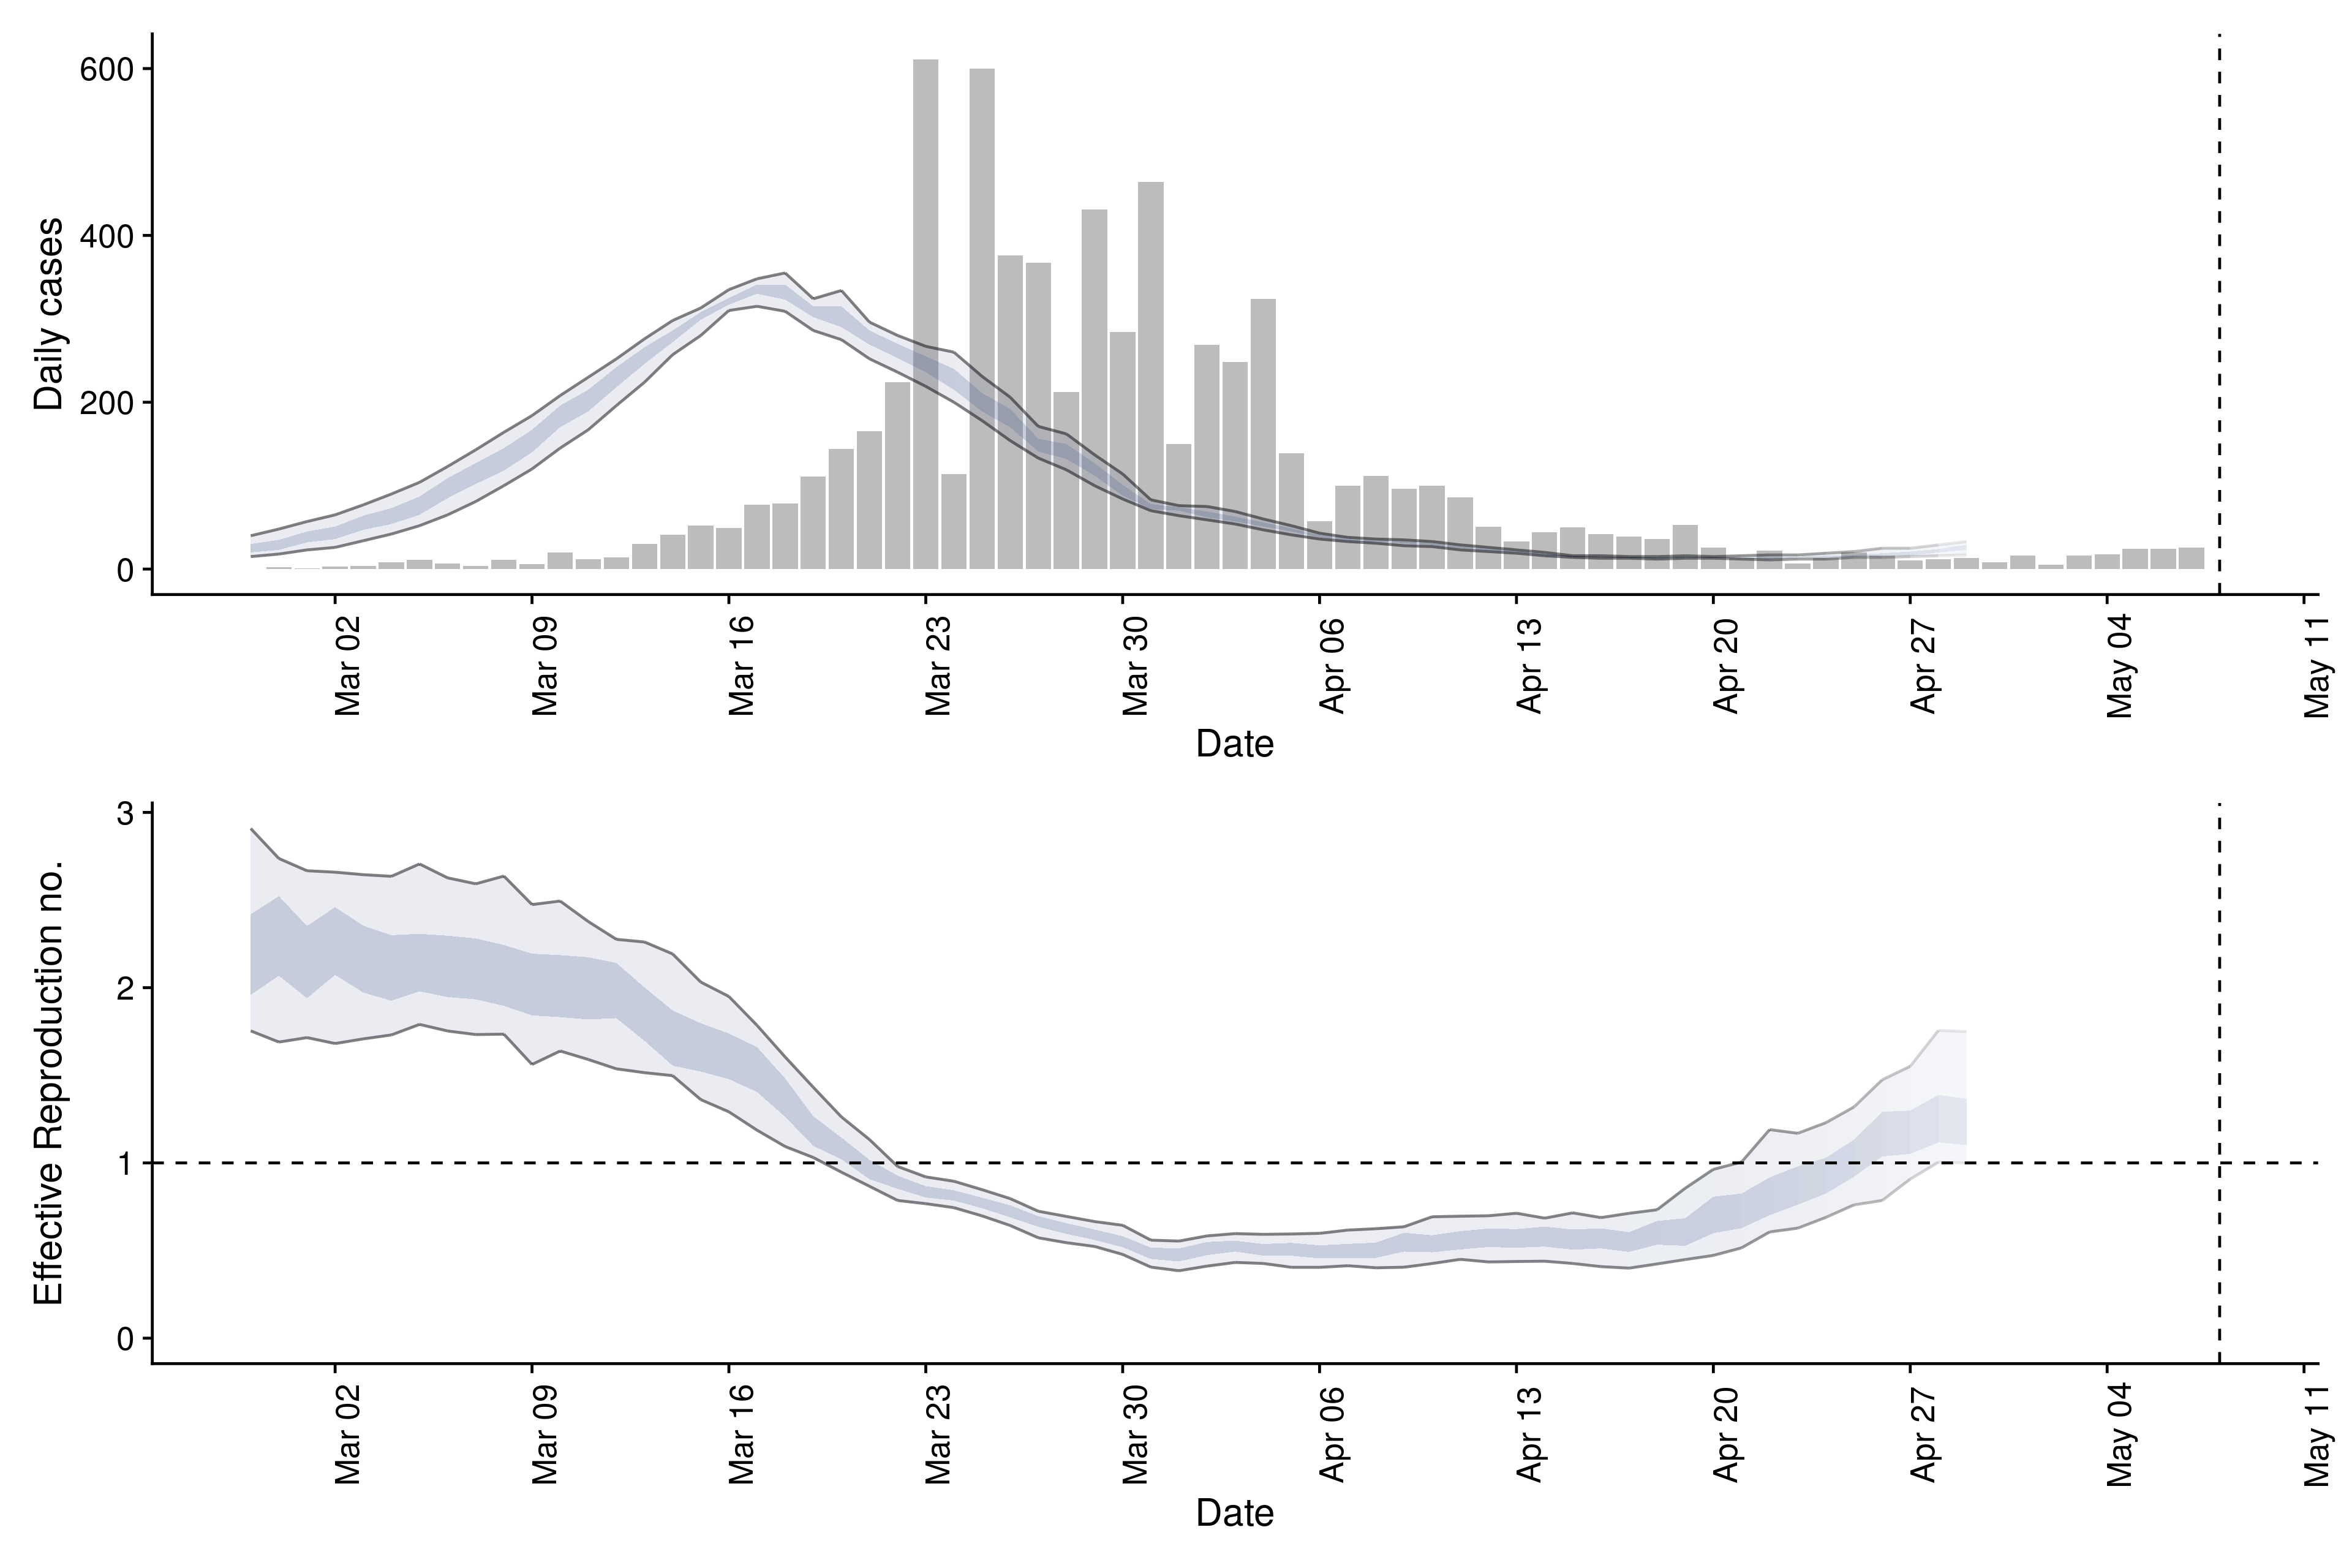 Daily cases
600
400
200
0
Mar 02
Mar 09
Mar 16
Mar 23
Mar 30
Apr 06
Apr 13
Apr 20
Apr 27
May 04
May 11
Date
Effective Reproduction no.
3
2
1
0
Mar 02
Mar 09
Mar 16
Mar 23
Mar 30
Apr 06
Apr 13
Apr 20
Apr 27
May 04
May 11
Date